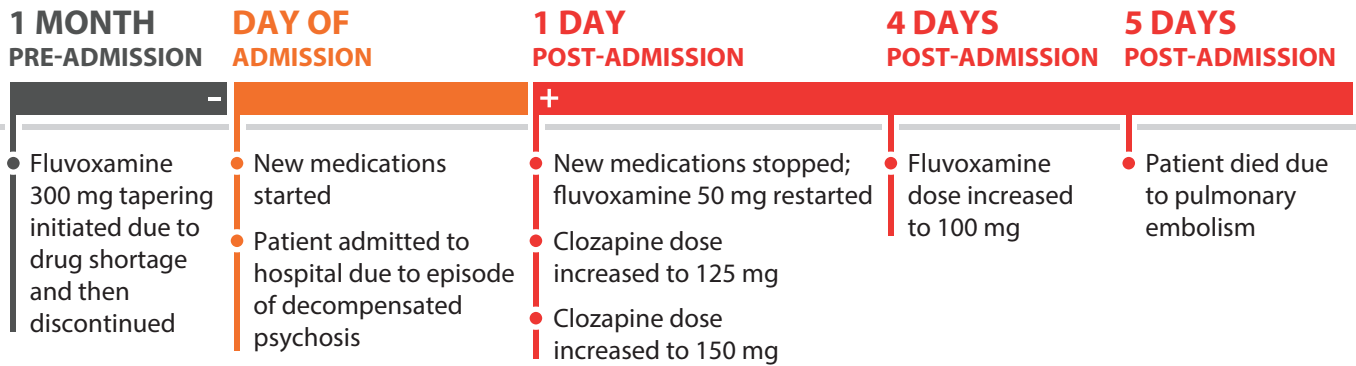 1 MONTH
PRE-ADMISSION
DAY OF
ADMISSION
1 DAY
POST-ADMISSION
4 DAYS
POST-ADMISSION
5 DAYS
POST-ADMISSION
–
+
Fluvoxamine
300 mg tapering
initiated due to
drug shortage
and then
discontinued
New medications
started
Patient admitted to
hospital due to episode
of decompensated
psychosis
New medications stopped;
fluvoxamine 50 mg restarted
Clozapine dose
increased to 125 mg
Clozapine dose
increased to 150 mg
Fluvoxamine
dose increased
to 100 mg
Patient died due
to pulmonary
embolism